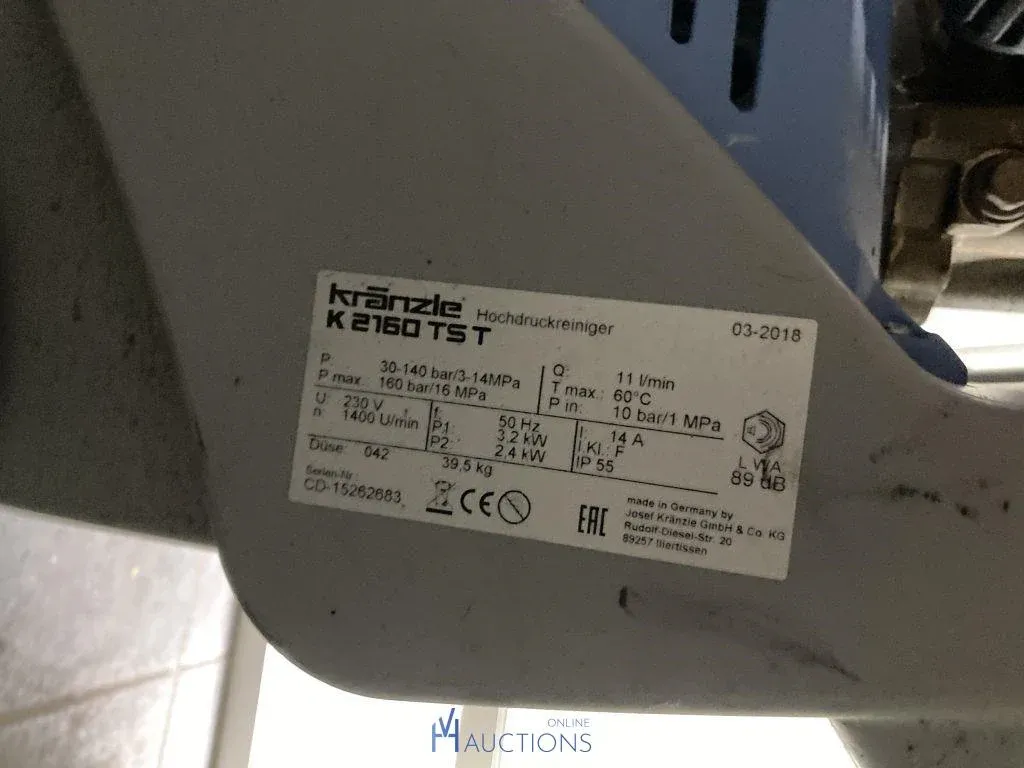 kränzle Hochdruckreiniger 03-2018
K 2160 TS T
P: 30-140 bar/3-14MPa
P max.: 160 bar/16 MPa
Q: 11 l/min
T max.: 60°C
P in: 10 bar/1 MPa
U: 230 V
n: 1400 U/min
f: 50 Hz
P1: 3,2 kW
P2: 2,4 kW
I: 14 A
I.Kl.: F
IP 55
Düse: 042
39,5 kg
LWA
89 dB
Serien-Nr.
CD-15262683
CE
EAC
made in Germany by
Josef Kränzle GmbH & Co. KG
Rudolf-Diesel-Str. 20
89257 Illertissen
ONLINE
AUCTIONS